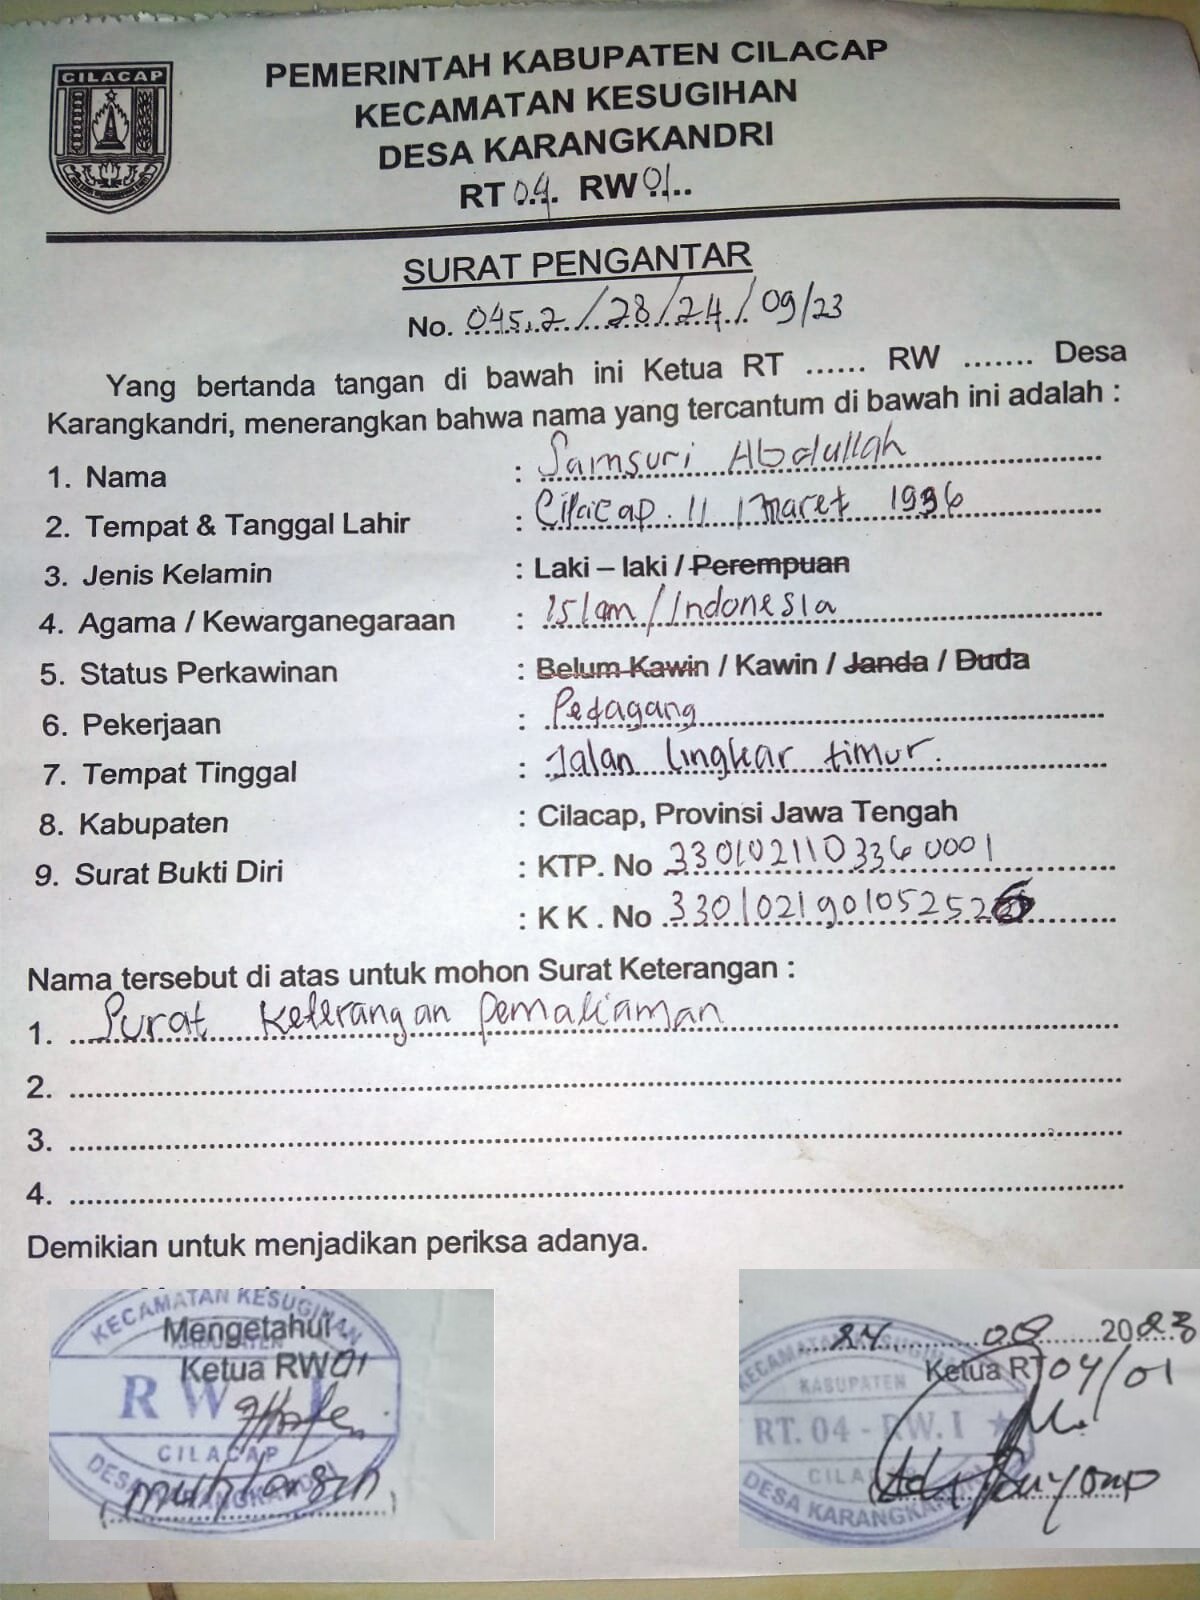 CILACAP
PEMERINTAH KABUPATEN CILACAP
KECAMATAN KESUGIHAN
DESA KARANGKANDRI
RT 04. RW 01...
SURAT PENGANTAR
No. 045.2/28/24/09/23
Yang bertanda tangan di bawah ini Ketua RT ...... RW ....... Desa
Karangkandri, menerangkan bahwa nama yang tercantum di bawah ini adalah :
1. Nama : Samsuri Abdullah
2. Tempat & Tanggal Lahir : Cilacap. 11 / Maret 1996
3. Jenis Kelamin : Laki – laki / Perempuan
4. Agama / Kewarganegaraan : Islam / Indonesia
5. Status Perkawinan : Belum Kawin / Kawin / Janda / Duda
6. Pekerjaan : Pedagang
7. Tempat Tinggal : Jalan lingkar timur.
8. Kabupaten : Cilacap, Provinsi Jawa Tengah
9. Surat Bukti Diri : KTP. No 3301021103360001
: K K . No 3301021901052526
Nama tersebut di atas untuk mohon Surat Keterangan :
1. Surat Keterangan Pemakaman
2.
3.
4.
Demikian untuk menjadikan periksa adanya.
KECAMATAN KESUGIHAN
KABUPATEN
Mengetahui
Ketua RW 01
RW I
CILACAP
DESA KARANGKANDRI
KECAMATAN KESUGIHAN
KABUPATEN
2023
Ketua RT 04/01
RT. 04 - RW. I
CILACAP
DESA KARANGKANDRI